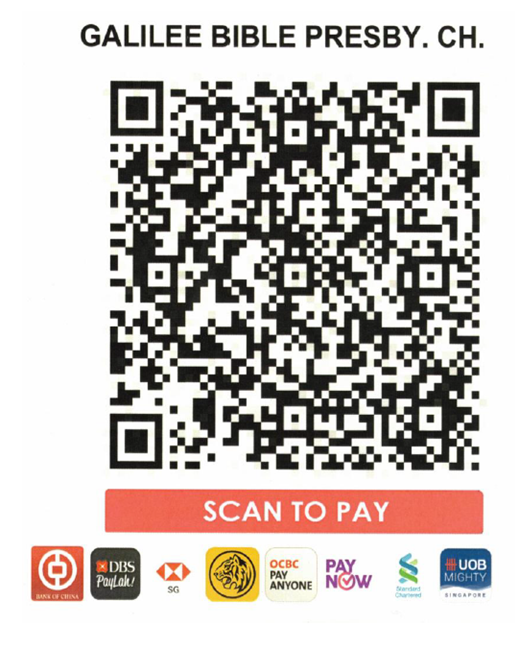 GALILEE BIBLE PRESBY. CH.
SCAN TO PAY
BANK OF CHINA
DBS
PayLah!
SG
OCBC
PAY
ANYONE
PAY
NOW
Standard
Chartered
UOB
MIGHTY
SINGAPORE